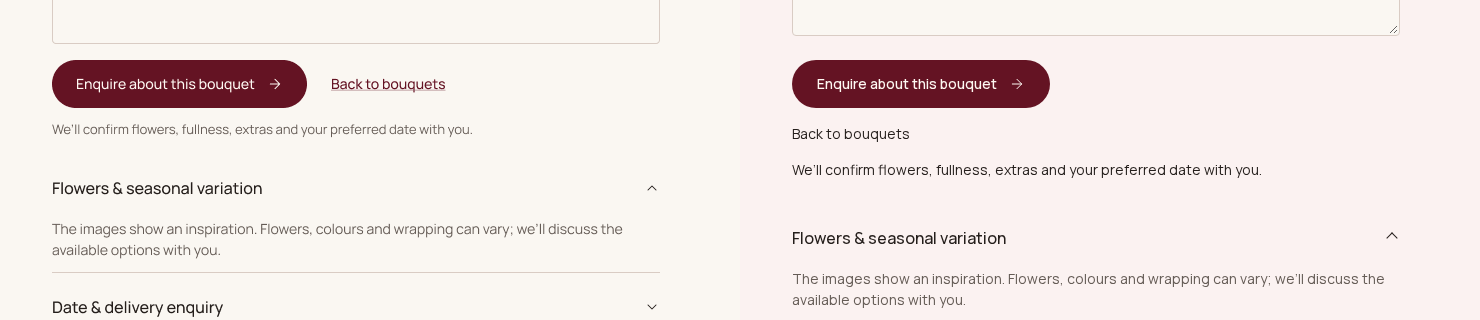 Enquire about this bouquet
Back to bouquets
We'll confirm flowers, fullness, extras and your preferred date with you.
Flowers & seasonal variation
The images show an inspiration. Flowers, colours and wrapping can vary; we'll discuss the
available options with you.
Date & delivery enquiry
Enquire about this bouquet
Back to bouquets
We'll confirm flowers, fullness, extras and your preferred date with you.
Flowers & seasonal variation
The images show an inspiration. Flowers, colours and wrapping can vary; we'll discuss the
available options with you.